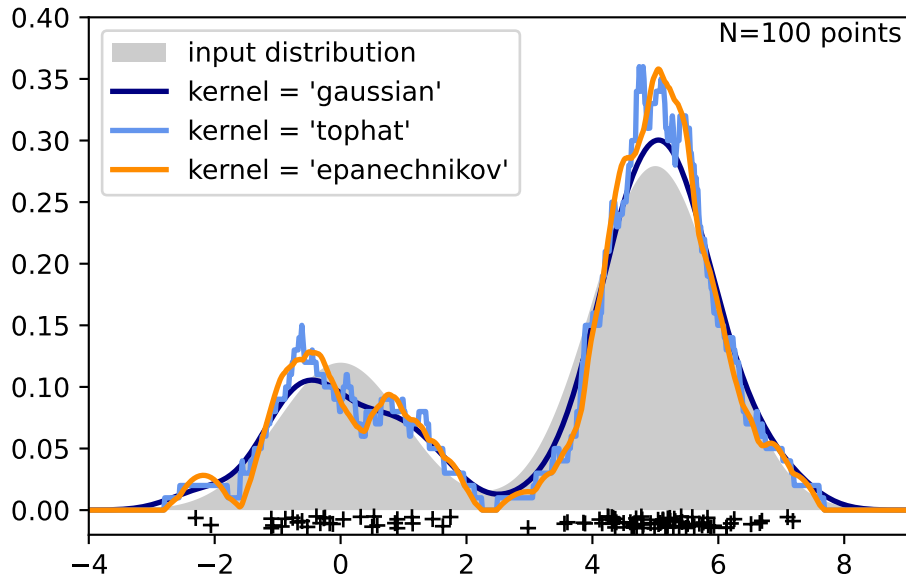 0.40
N=100 points
input distribution
0.35
kernel = 'gaussian'
kernel = 'tophat'
0.30
kernel = 'epanechnikov'
0.25
0.20
0.15
0.10
0.05
0.00
−4 −2 0 2 4 6 8